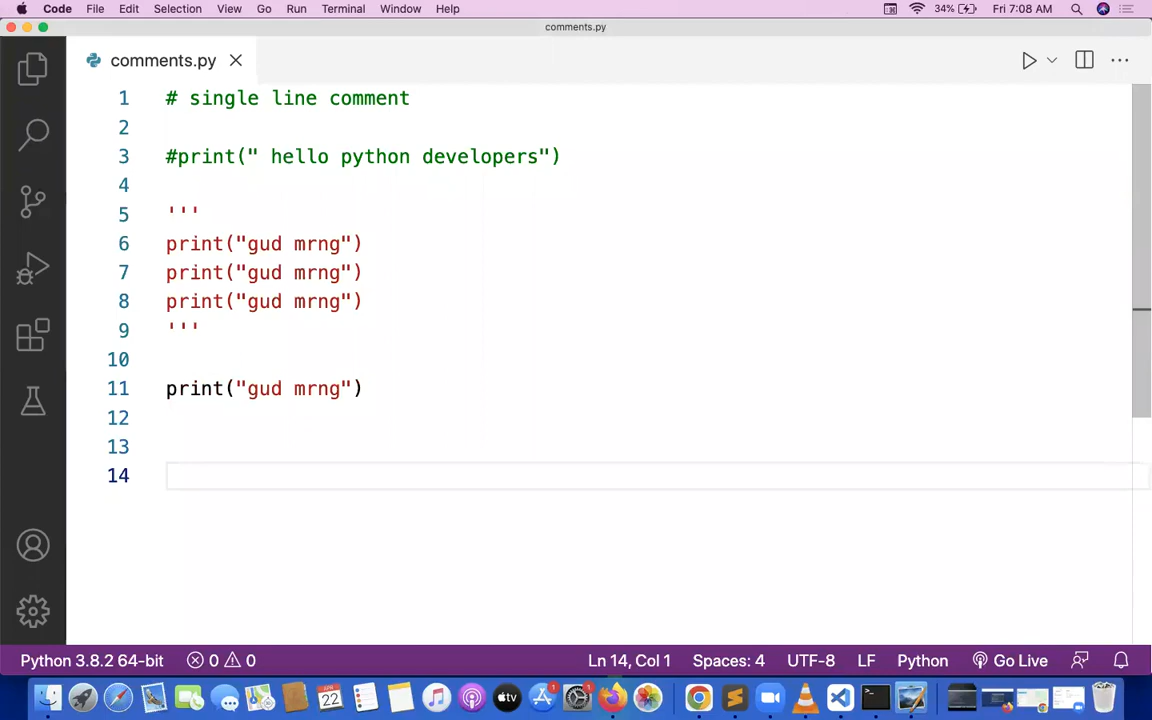 Code File Edit Selection View Go Run Terminal Window Help 34% Fri 7:08 AM
comments.py
comments.py
1 # single line comment
2
3 #print(" hello python developers")
4
5 '''
6 print("gud mrng")
7 print("gud mrng")
8 print("gud mrng")
9 '''
10
11 print("gud mrng")
12
13
14
Python 3.8.2 64-bit 0 0 Ln 14, Col 1 Spaces: 4 UTF-8 LF Python Go Live
22 tv 1 1